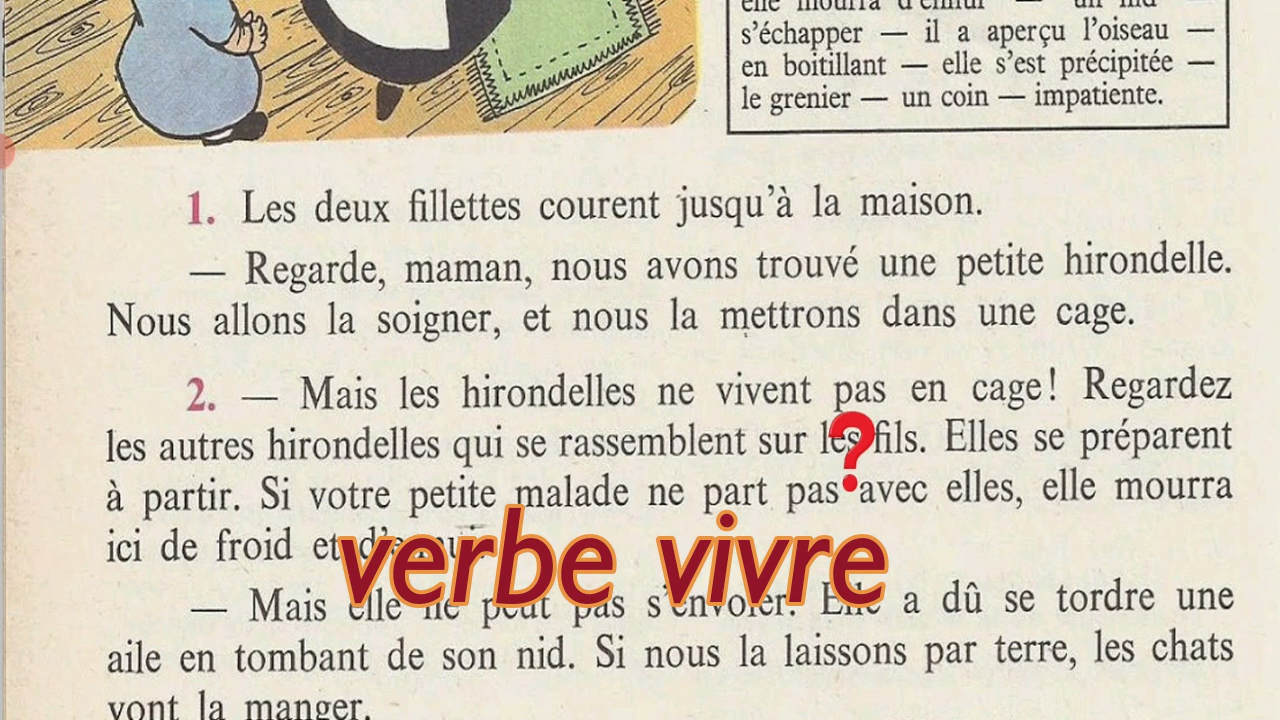 s'échapper — il a aperçu l'oiseau —
en boitillant — elle s'est précipitée —
le grenier — un coin — impatiente.
1. Les deux fillettes courent jusqu'à la maison.
— Regarde, maman, nous avons trouvé une petite hirondelle.
Nous allons la soigner, et nous la mettrons dans une cage.
2. — Mais les hirondelles ne vivent pas en cage! Regardez
les autres hirondelles qui se rassemblent sur les fils. Elles se préparent
?
à partir. Si votre petite malade ne part pas avec elles, elle mourra
ici de froid et
verbe vivre
— Mais elle ne peut pas s'envoler. Elle a dû se tordre une
aile en tombant de son nid. Si nous la laissons par terre, les chats
vont la manger.